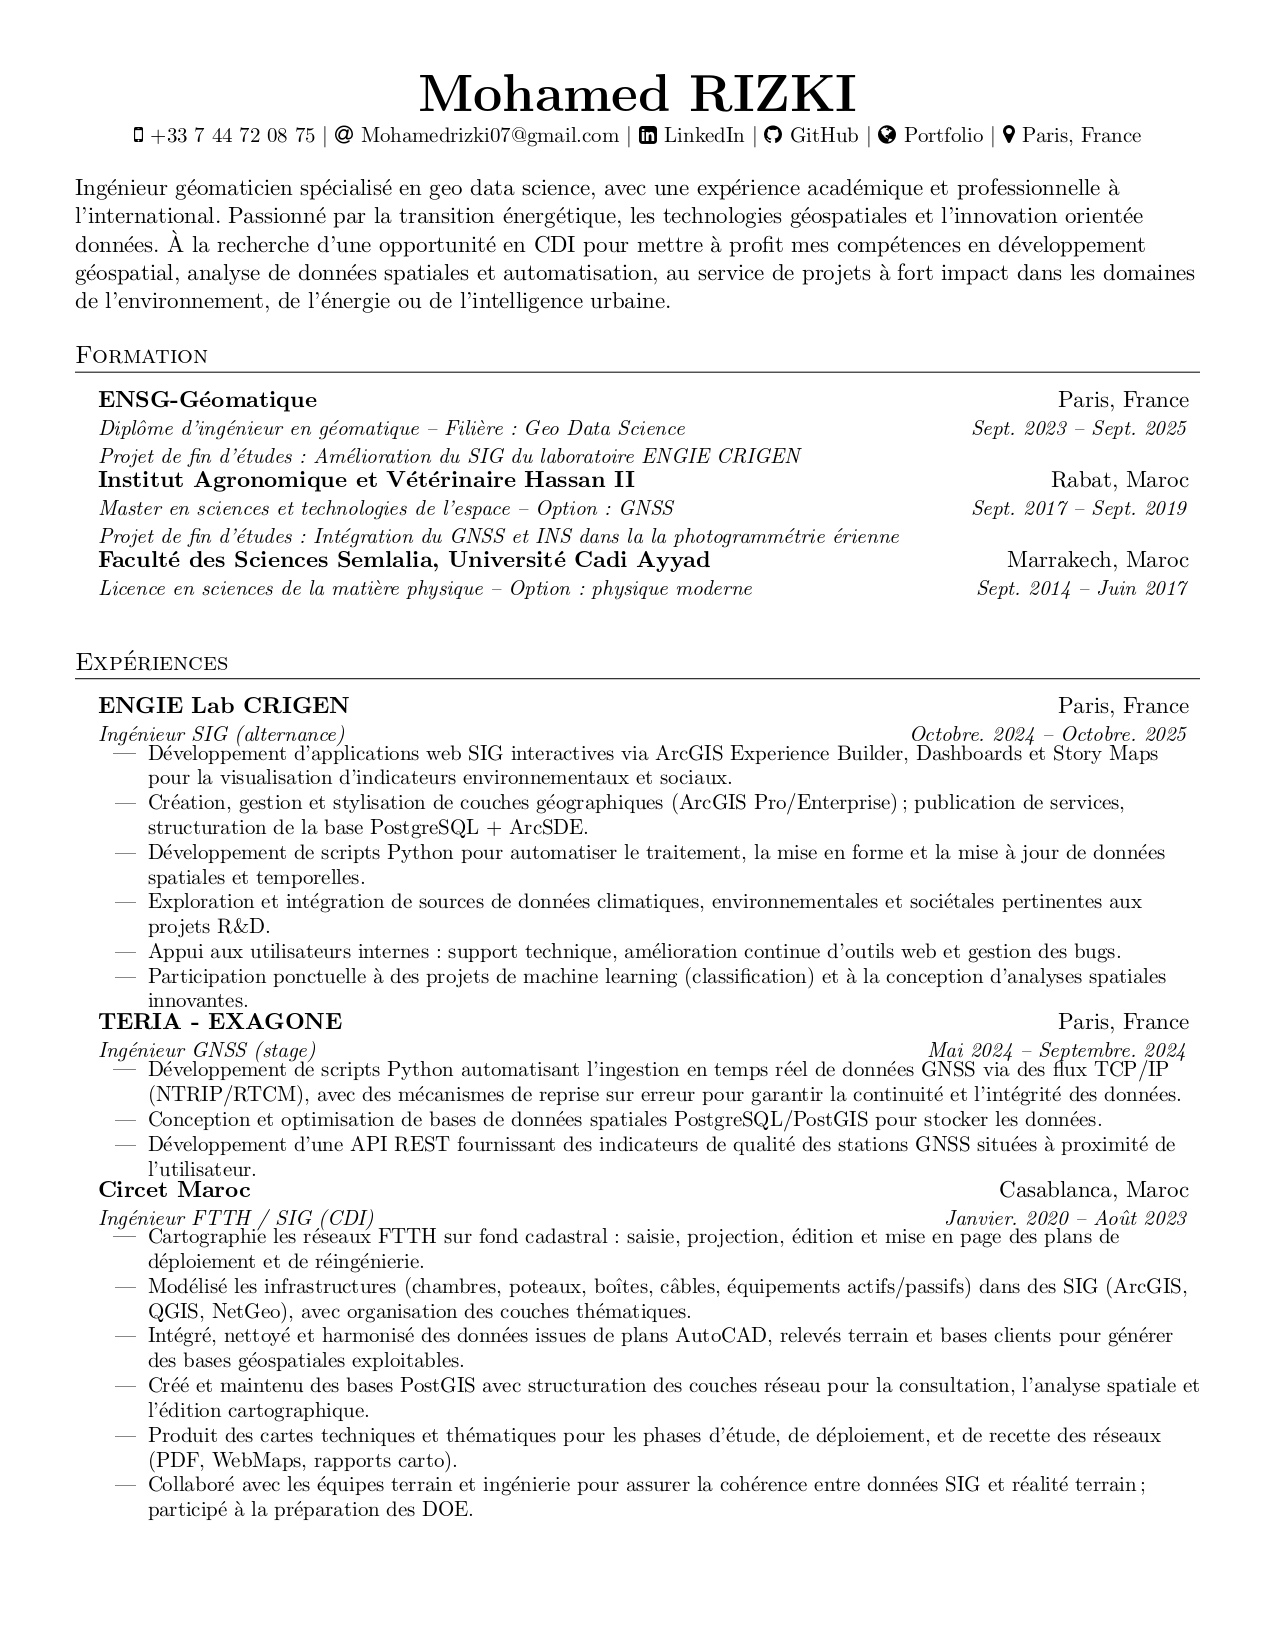 Mohamed RIZKI
+33 7 44 72 08 75 | Mohamedrizki07@gmail.com | LinkedIn | GitHub | Portfolio | Paris, France
Ingénieur géomaticien spécialisé en geo data science, avec une expérience académique et professionnelle à
l'international. Passionné par la transition énergétique, les technologies géospatiales et l'innovation orientée
données. À la recherche d'une opportunité en CDI pour mettre à profit mes compétences en développement
géospatial, analyse de données spatiales et automatisation, au service de projets à fort impact dans les domaines
de l'environnement, de l'énergie ou de l'intelligence urbaine.
Formation
ENSG-Géomatique Paris, France
Diplôme d'ingénieur en géomatique – Filière : Geo Data Science Sept. 2023 – Sept. 2025
Projet de fin d'études : Amélioration du SIG du laboratoire ENGIE CRIGEN
Institut Agronomique et Vétérinaire Hassan II Rabat, Maroc
Master en sciences et technologies de l'espace – Option : GNSS Sept. 2017 – Sept. 2019
Projet de fin d'études : Intégration du GNSS et INS dans la la photogrammétrie érienne
Faculté des Sciences Semlalia, Université Cadi Ayyad Marrakech, Maroc
Licence en sciences de la matière physique – Option : physique moderne Sept. 2014 – Juin 2017
Expériences
ENGIE Lab CRIGEN Paris, France
Ingénieur SIG (alternance) Octobre. 2024 – Octobre. 2025
— Développement d'applications web SIG interactives via ArcGIS Experience Builder, Dashboards et Story Maps
pour la visualisation d'indicateurs environnementaux et sociaux.
— Création, gestion et stylisation de couches géographiques (ArcGIS Pro/Enterprise) ; publication de services,
structuration de la base PostgreSQL + ArcSDE.
— Développement de scripts Python pour automatiser le traitement, la mise en forme et la mise à jour de données
spatiales et temporelles.
— Exploration et intégration de sources de données climatiques, environnementales et sociétales pertinentes aux
projets R&D.
— Appui aux utilisateurs internes : support technique, amélioration continue d'outils web et gestion des bugs.
— Participation ponctuelle à des projets de machine learning (classification) et à la conception d'analyses spatiales
innovantes.
TERIA - EXAGONE Paris, France
Ingénieur GNSS (stage) Mai 2024 – Septembre. 2024
— Développement de scripts Python automatisant l'ingestion en temps réel de données GNSS via des flux TCP/IP
(NTRIP/RTCM), avec des mécanismes de reprise sur erreur pour garantir la continuité et l'intégrité des données.
— Conception et optimisation de bases de données spatiales PostgreSQL/PostGIS pour stocker les données.
— Développement d'une API REST fournissant des indicateurs de qualité des stations GNSS situées à proximité de
l'utilisateur.
Circet Maroc Casablanca, Maroc
Ingénieur FTTH / SIG (CDI) Janvier. 2020 – Août 2023
— Cartographie les réseaux FTTH sur fond cadastral : saisie, projection, édition et mise en page des plans de
déploiement et de réingénierie.
— Modélisé les infrastructures (chambres, poteaux, boîtes, câbles, équipements actifs/passifs) dans des SIG (ArcGIS,
QGIS, NetGeo), avec organisation des couches thématiques.
— Intégré, nettoyé et harmonisé des données issues de plans AutoCAD, relevés terrain et bases clients pour générer
des bases géospatiales exploitables.
— Créé et maintenu des bases PostGIS avec structuration des couches réseau pour la consultation, l'analyse spatiale et
l'édition cartographique.
— Produit des cartes techniques et thématiques pour les phases d'étude, de déploiement, et de recette des réseaux
(PDF, WebMaps, rapports carto).
— Collaboré avec les équipes terrain et ingénierie pour assurer la cohérence entre données SIG et réalité terrain ;
participé à la préparation des DOE.